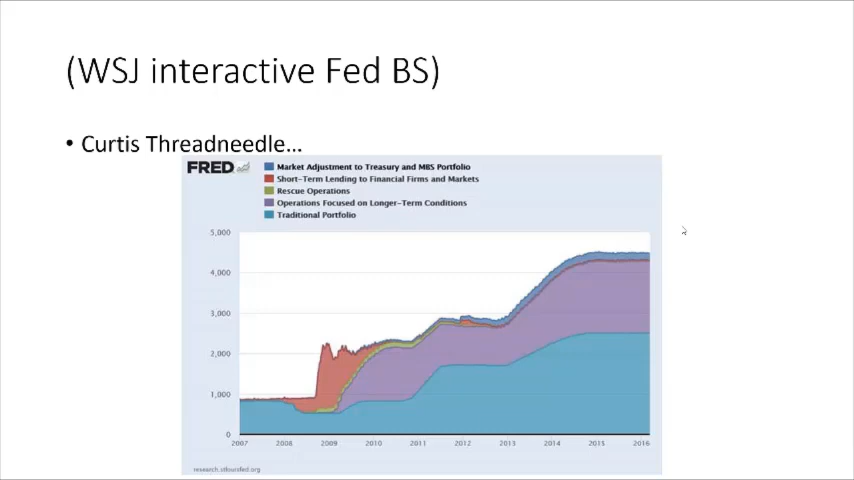 (WSJ interactive Fed BS)
• Curtis Threadneedle...
FRED
Market Adjustment to Treasury and MBS Portfolio
Short-Term Lending to Financial Firms and Markets
Rescue Operations
Operations Focused on Longer-Term Conditions
Traditional Portfolio
5,000
4,000
3,000
2,000
1,000
0
2007 2008 2009 2010 2011 2012 2013 2014 2015 2016
research.stlouisfed.org